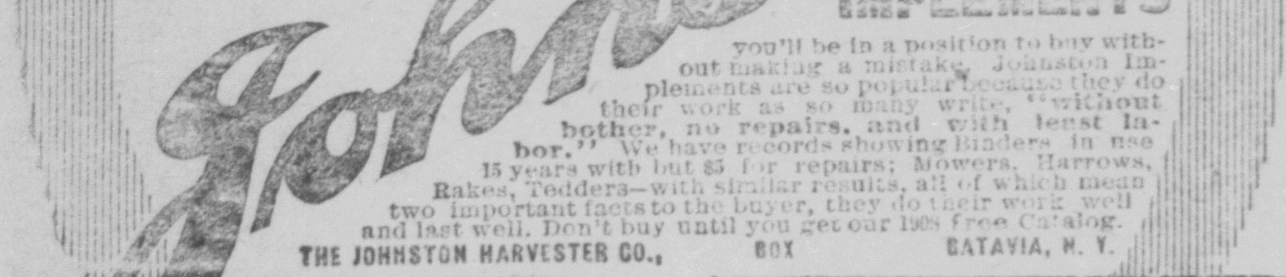 John
IMPLEMENTS
you'll be in a position to buy with-
out making a mistake. Johnston Im-
plements are so popular because they do
their work as so many write, "without
bother, no repairs, and with least la-
bor." We have records showing Binders in use
15 years with but $5 for repairs; Mowers, Harrows,
Rakes, Tedders—with similar results, all of which mean
two important facts to the buyer, they do their work well
and last well. Don't buy until you get our 1908 free Catalog.
THE JOHNSTON HARVESTER CO., BOX BATAVIA, N. Y.